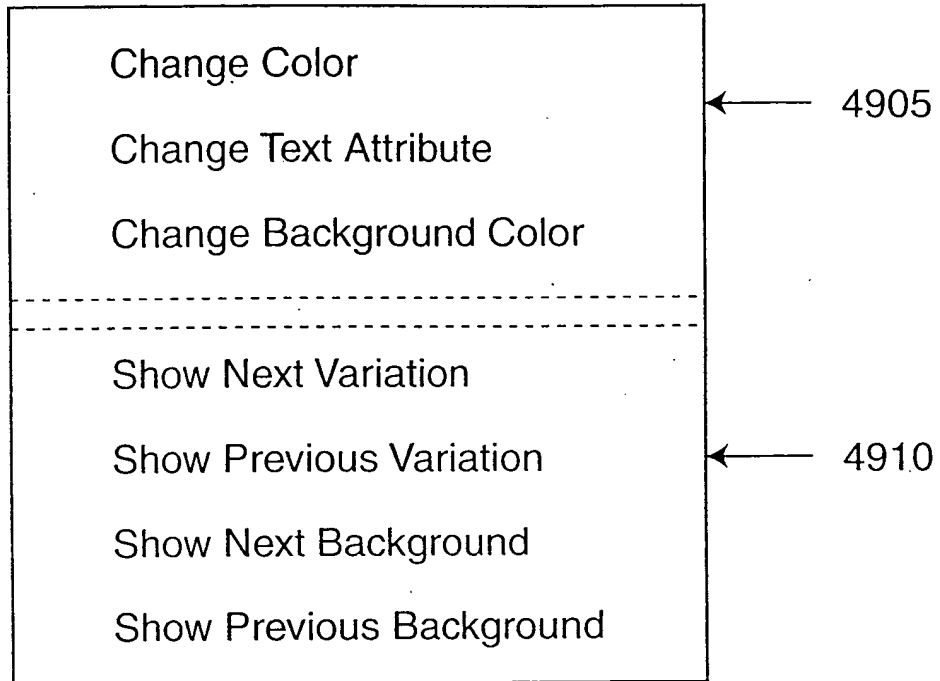 Change Color
4905
Change Text Attribute
Change Background Color
Show Next Variation
Show Previous Variation
4910
Show Next Background
Show Previous Background